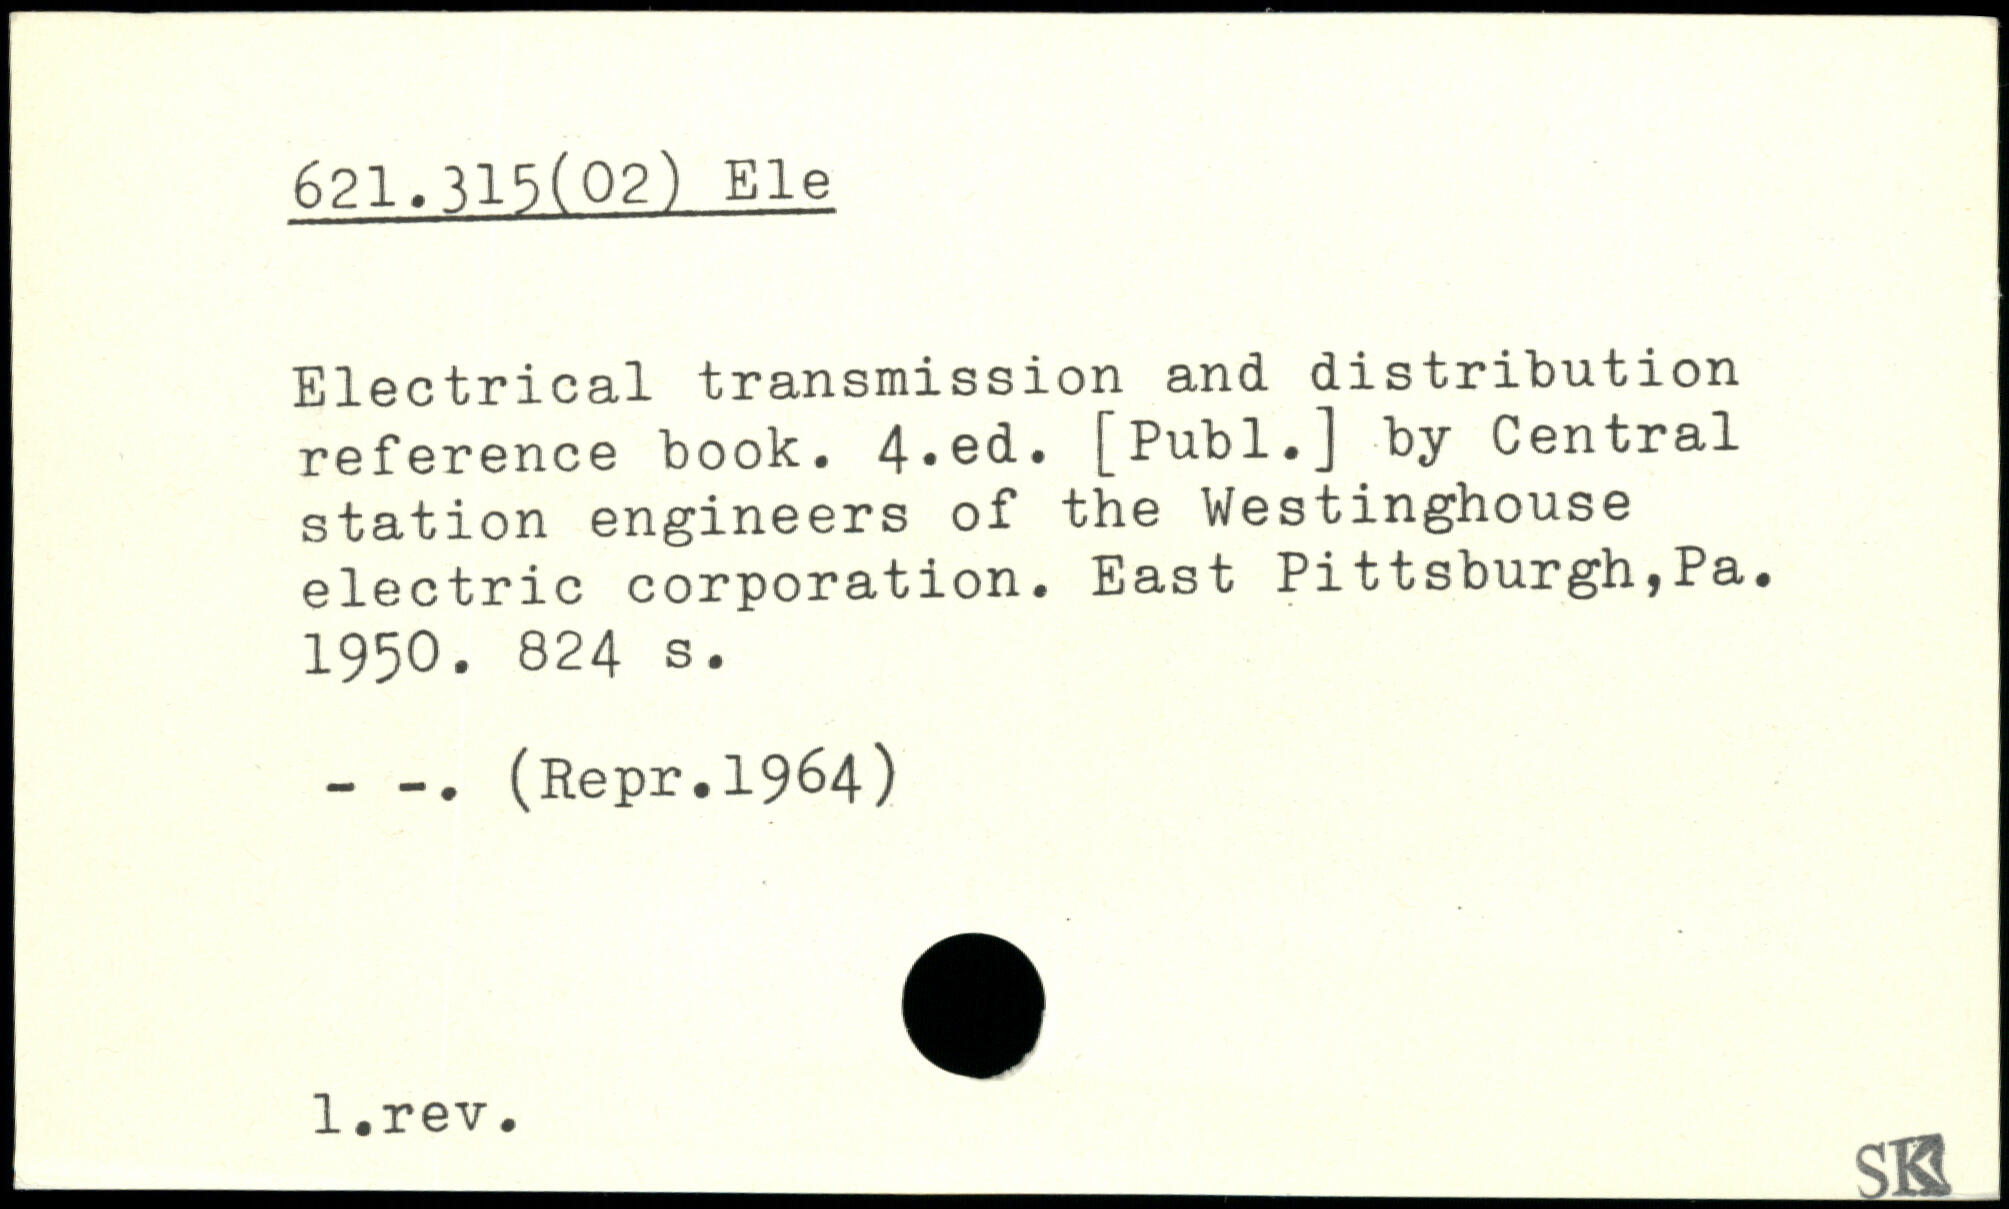 621.315(02) Ele
Electrical transmission and distribution
reference book. 4.ed. [Publ.] by Central
station engineers of the Westinghouse
electric corporation. East Pittsburgh,Pa.
1950. 824 s.
- -. (Repr.1964)
1.rev.
SK